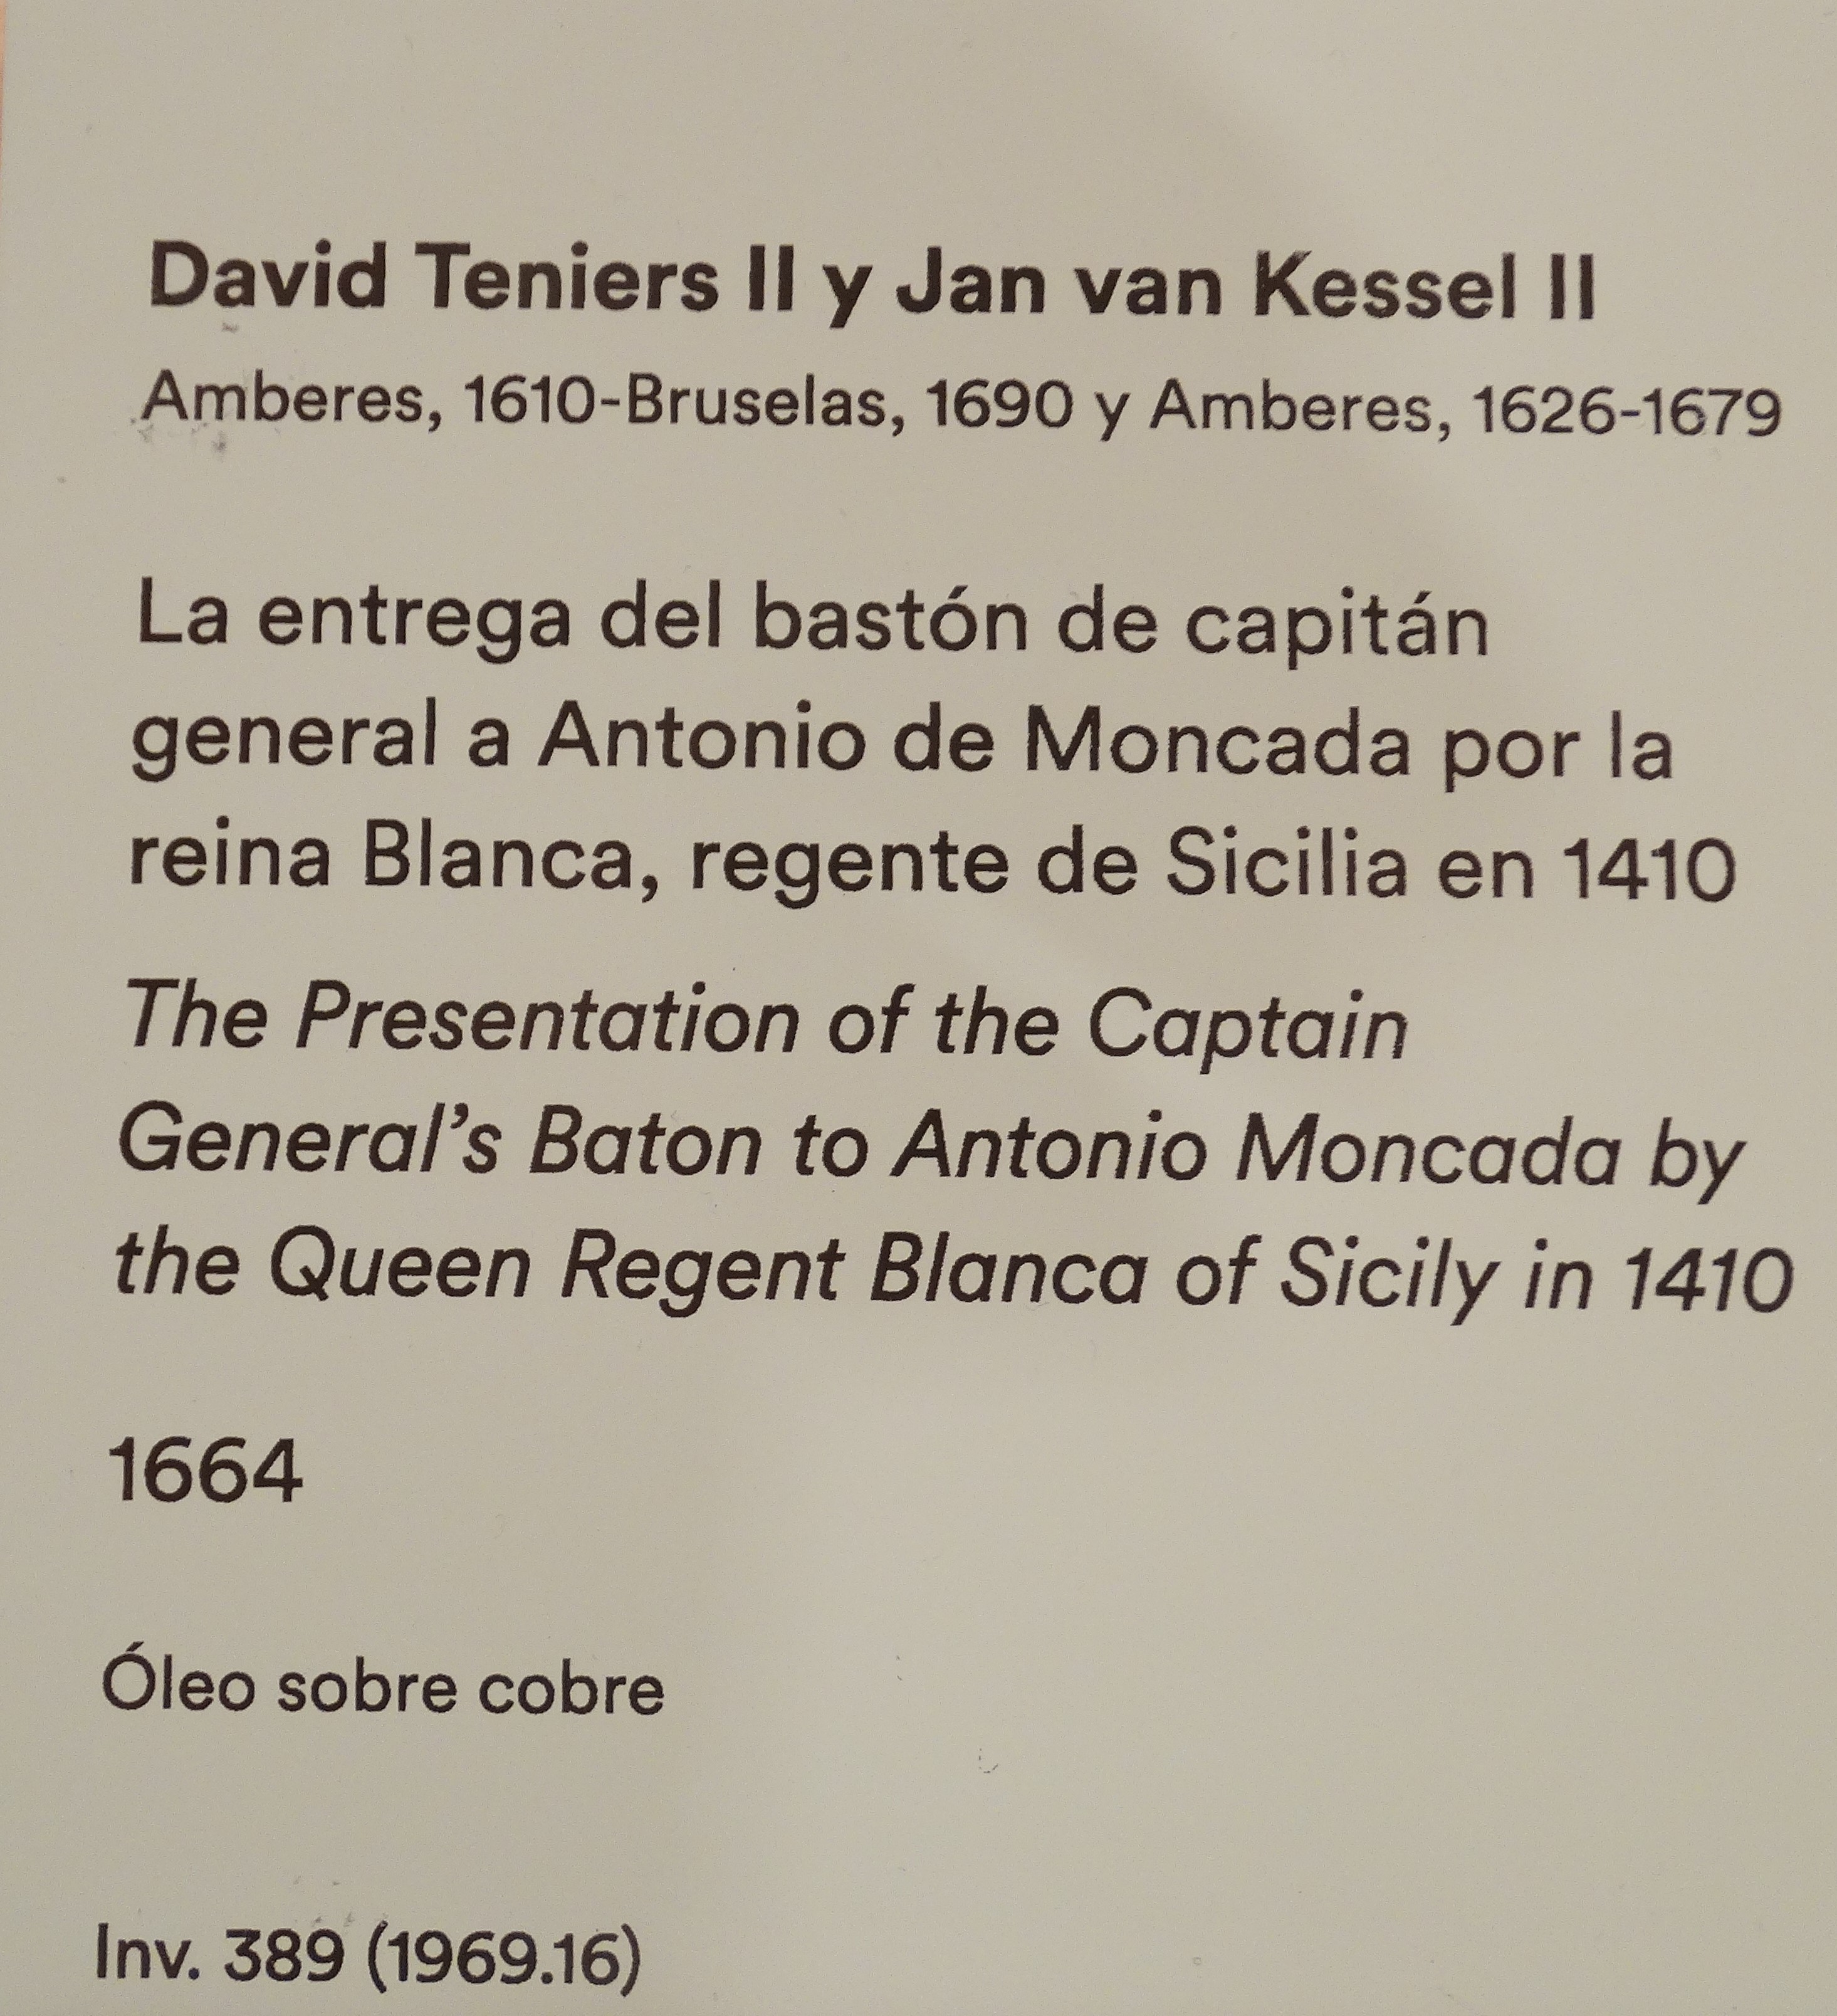 David Teniers II y Jan van Kessel II
Amberes, 1610-Bruselas, 1690 y Amberes, 1626-1679
La entrega del bastón de capitán
general a Antonio de Moncada por la
reina Blanca, regente de Sicilia en 1410
The Presentation of the Captain
General’s Baton to Antonio Moncada by
the Queen Regent Blanca of Sicily in 1410
1664
Óleo sobre cobre
Inv. 389 (1969.16)